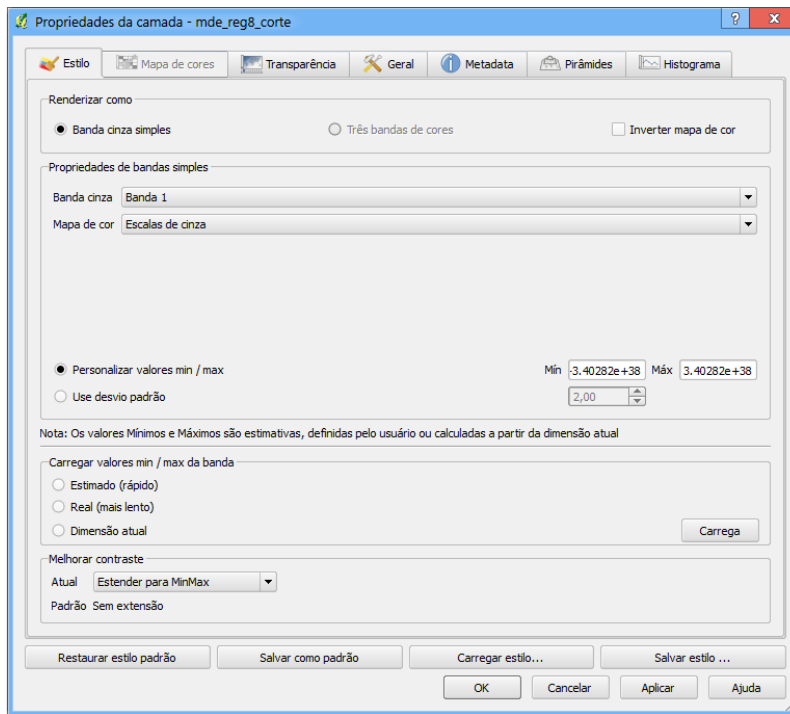 Propriedades da camada - mde_reg8_corte
Estilo Mapa de cores Transparência Geral Metadata Pirâmides Histograma
Renderizar como
Banda cinza simples Três bandas de cores Inverter mapa de cor
Propriedades de bandas simples
Banda cinza Banda 1
Mapa de cor Escalas de cinza
Personalizar valores min / max Mín -3.40282e+38 Máx 3.40282e+38
Use desvio padrão 2,00
Nota: Os valores Mínimos e Máximos são estimativas, definidas pelo usuário ou calculadas a partir da dimensão atual
Carregar valores min / max da banda
Estimado (rápido)
Real (mais lento)
Dimensão atual Carrega
Melhorar contraste
Atual Estender para MinMax
Padrão Sem extensão
Restaurar estilo padrão Salvar como padrão Carregar estilo... Salvar estilo ...
OK Cancelar Aplicar Ajuda